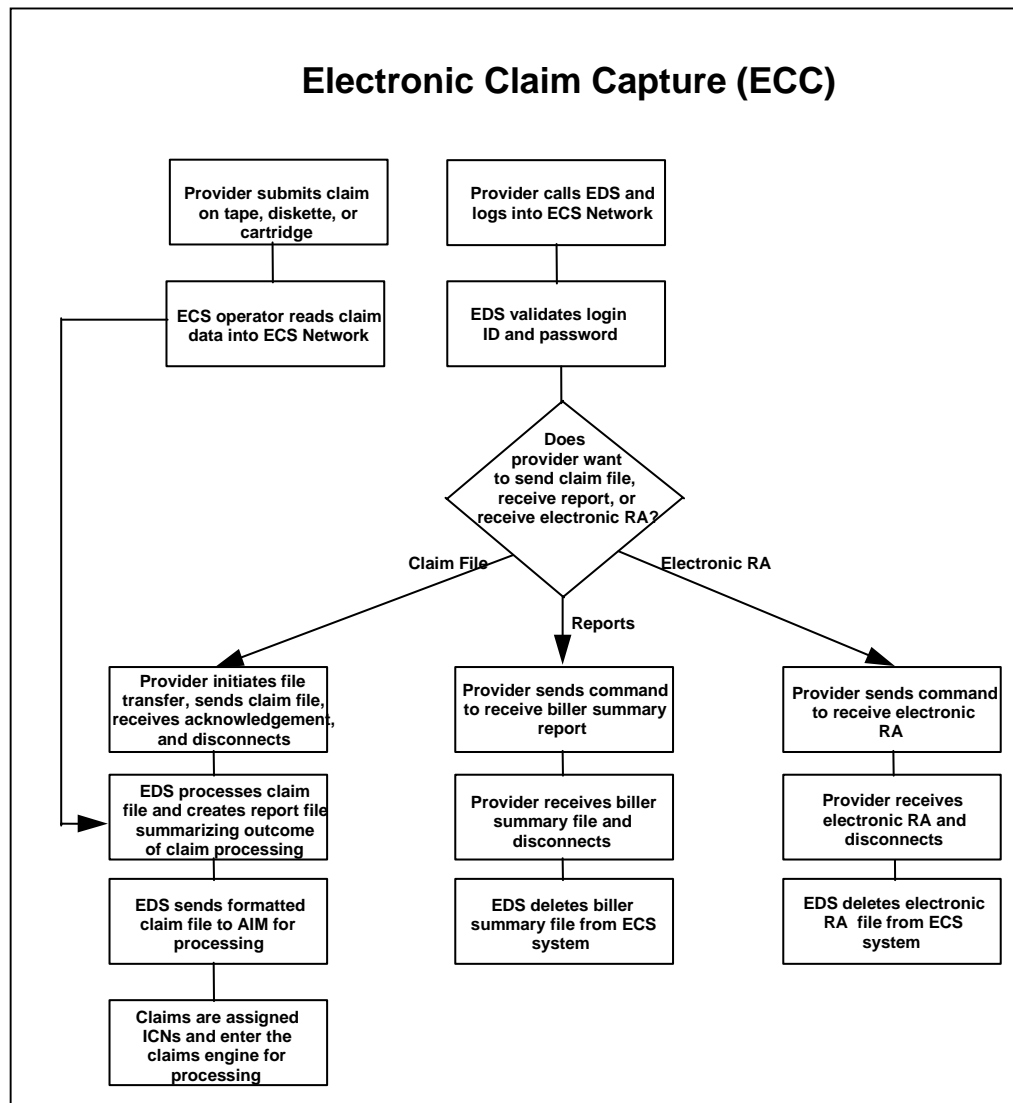 Electronic Claim Capture (ECC)
Provider submits claim
on tape, diskette, or
cartridge
Provider calls EDS and
logs into ECS Network
ECS operator reads claim
data into ECS Network
EDS validates login
ID and password
Does
provider want
to send claim file,
receive report, or
receive electronic RA?
Claim File
Electronic RA
Reports
Provider initiates file
transfer, sends claim file,
receives acknowledgement,
and disconnects
Provider sends command
to receive biller summary
report
Provider sends command
to receive electronic
RA
EDS processes claim
file and creates report file
summarizing outcome
of claim processing
Provider receives biller
summary file and
disconnects
Provider receives
electronic RA and
disconnects
EDS sends formatted
claim file to AIM for
processing
EDS deletes biller
summary file from ECS
system
EDS deletes electronic
RA file from ECS
system
Claims are assigned
ICNs and enter the
claims engine for
processing